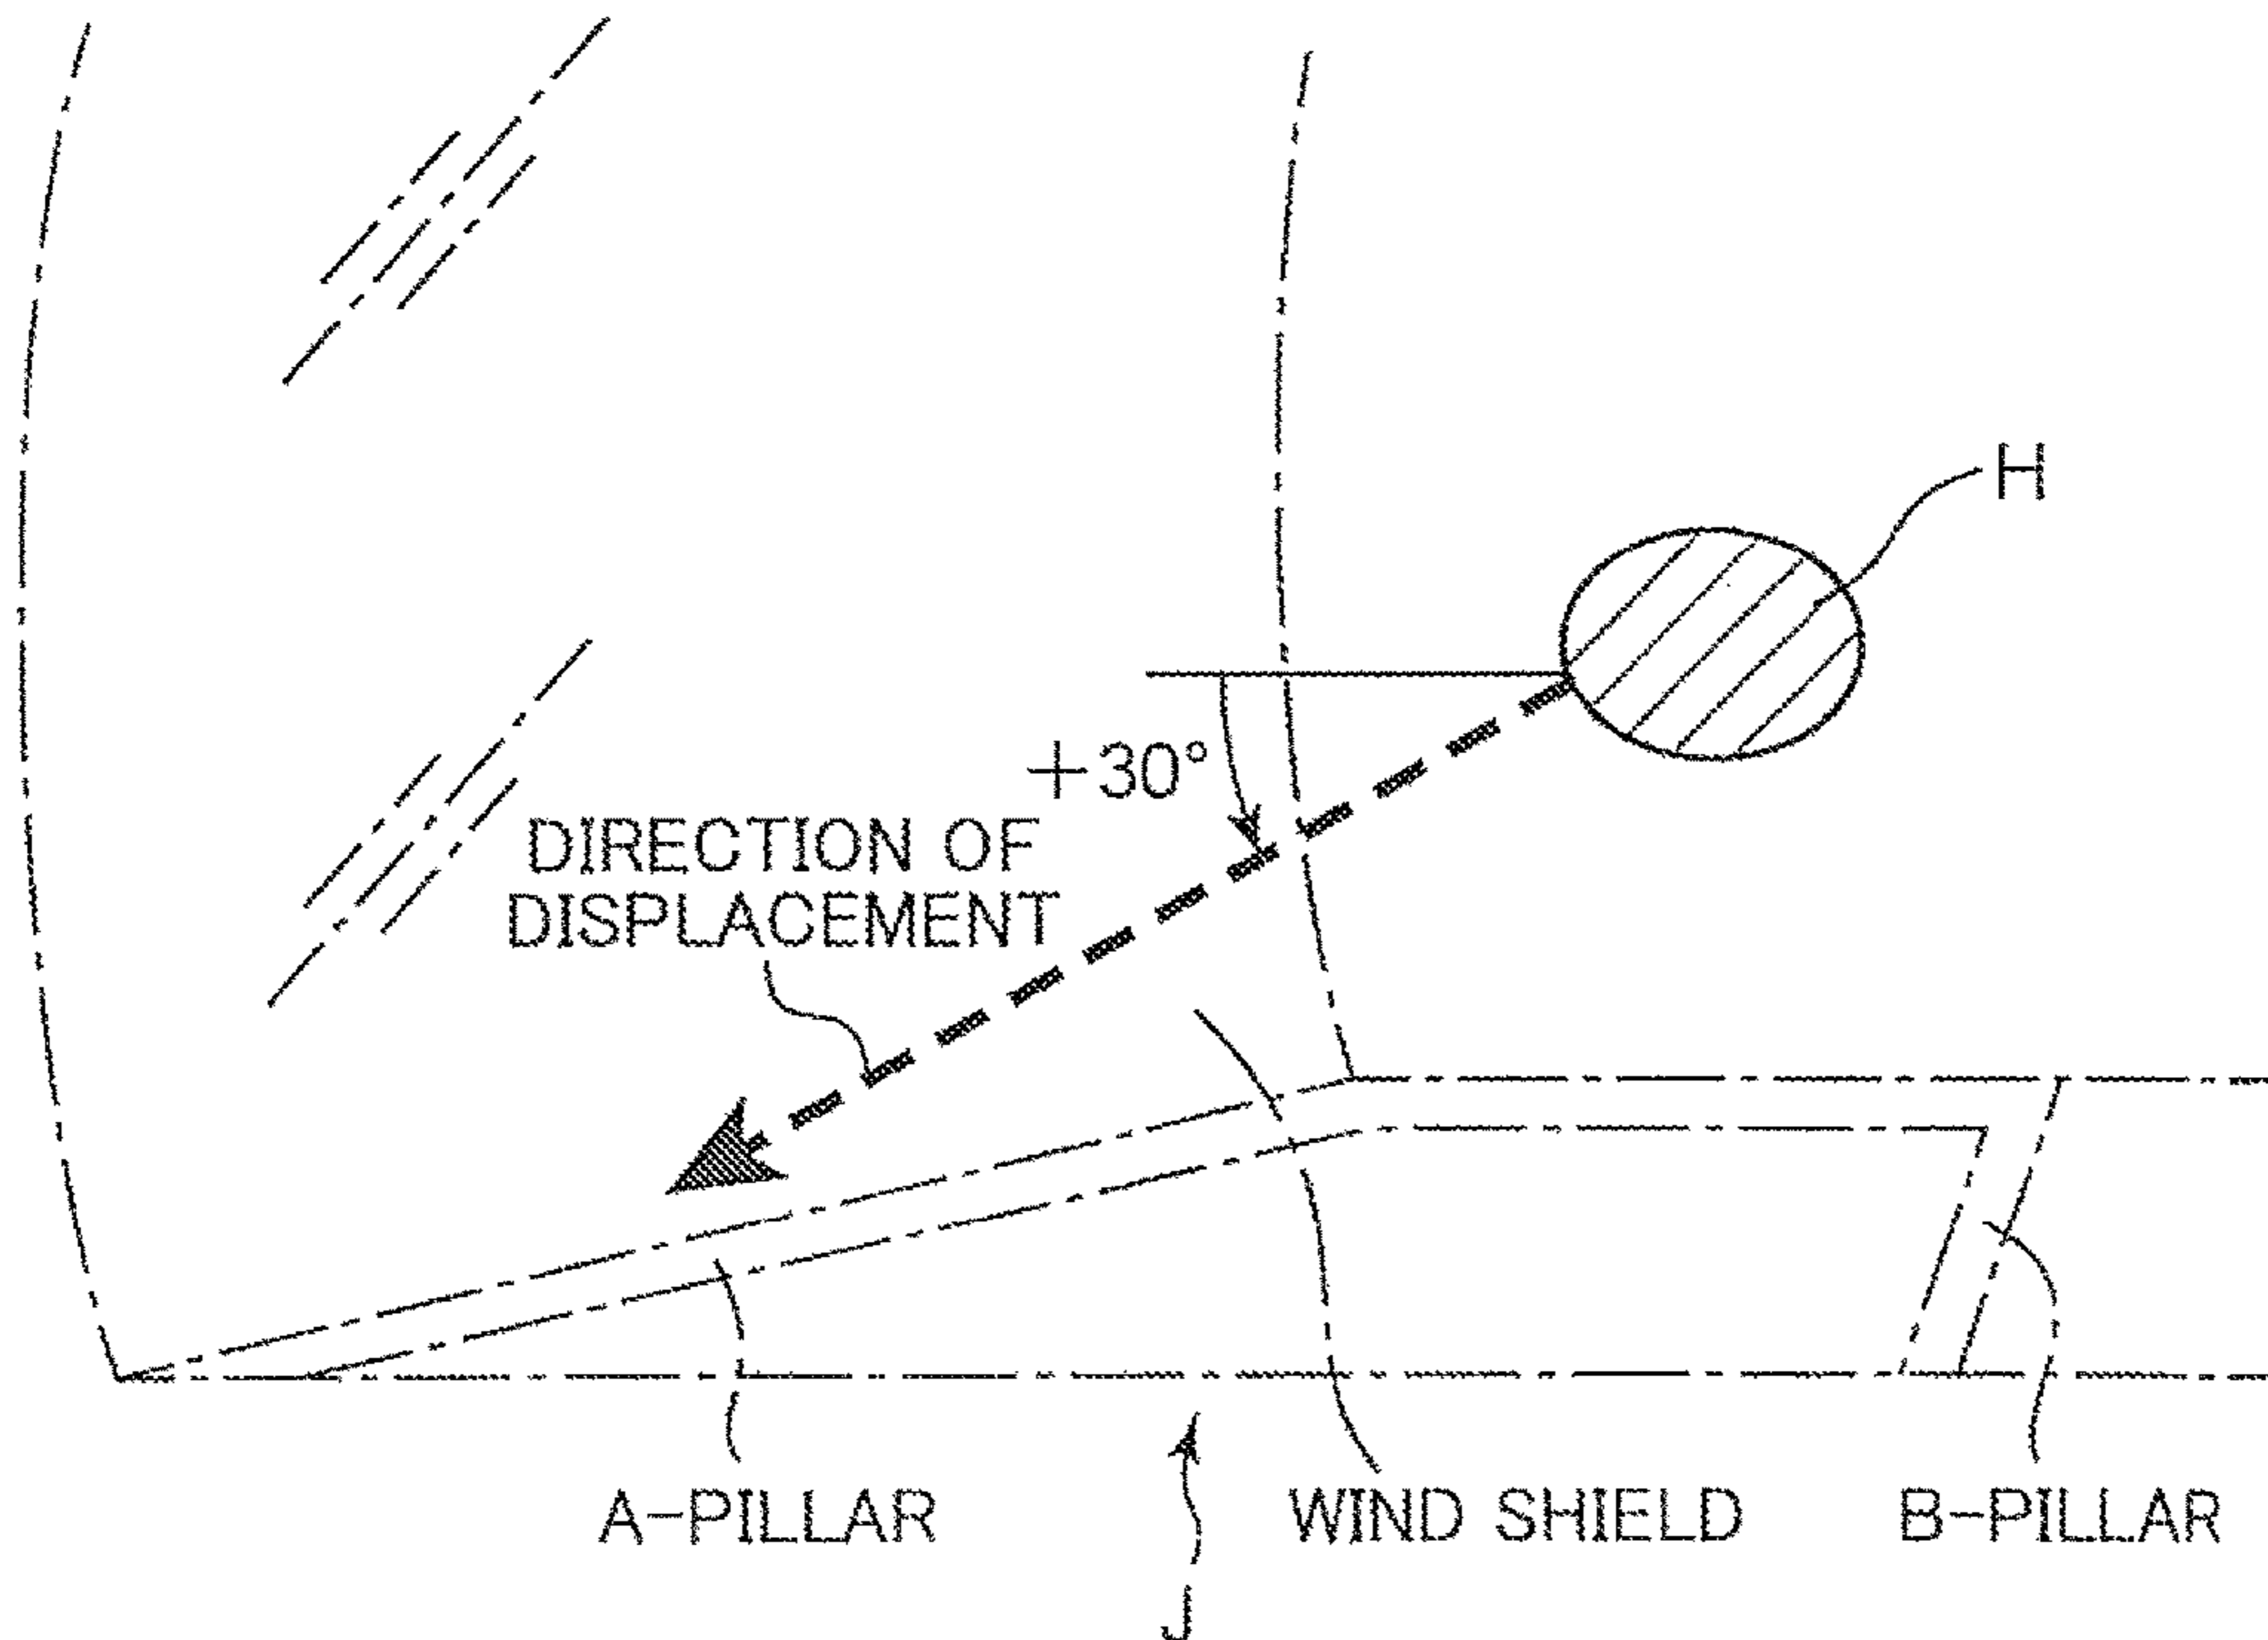 H
+30°
DIRECTION OF
DISPLACEMENT
A-PILLAR
WIND SHIELD
B-PILLAR
J